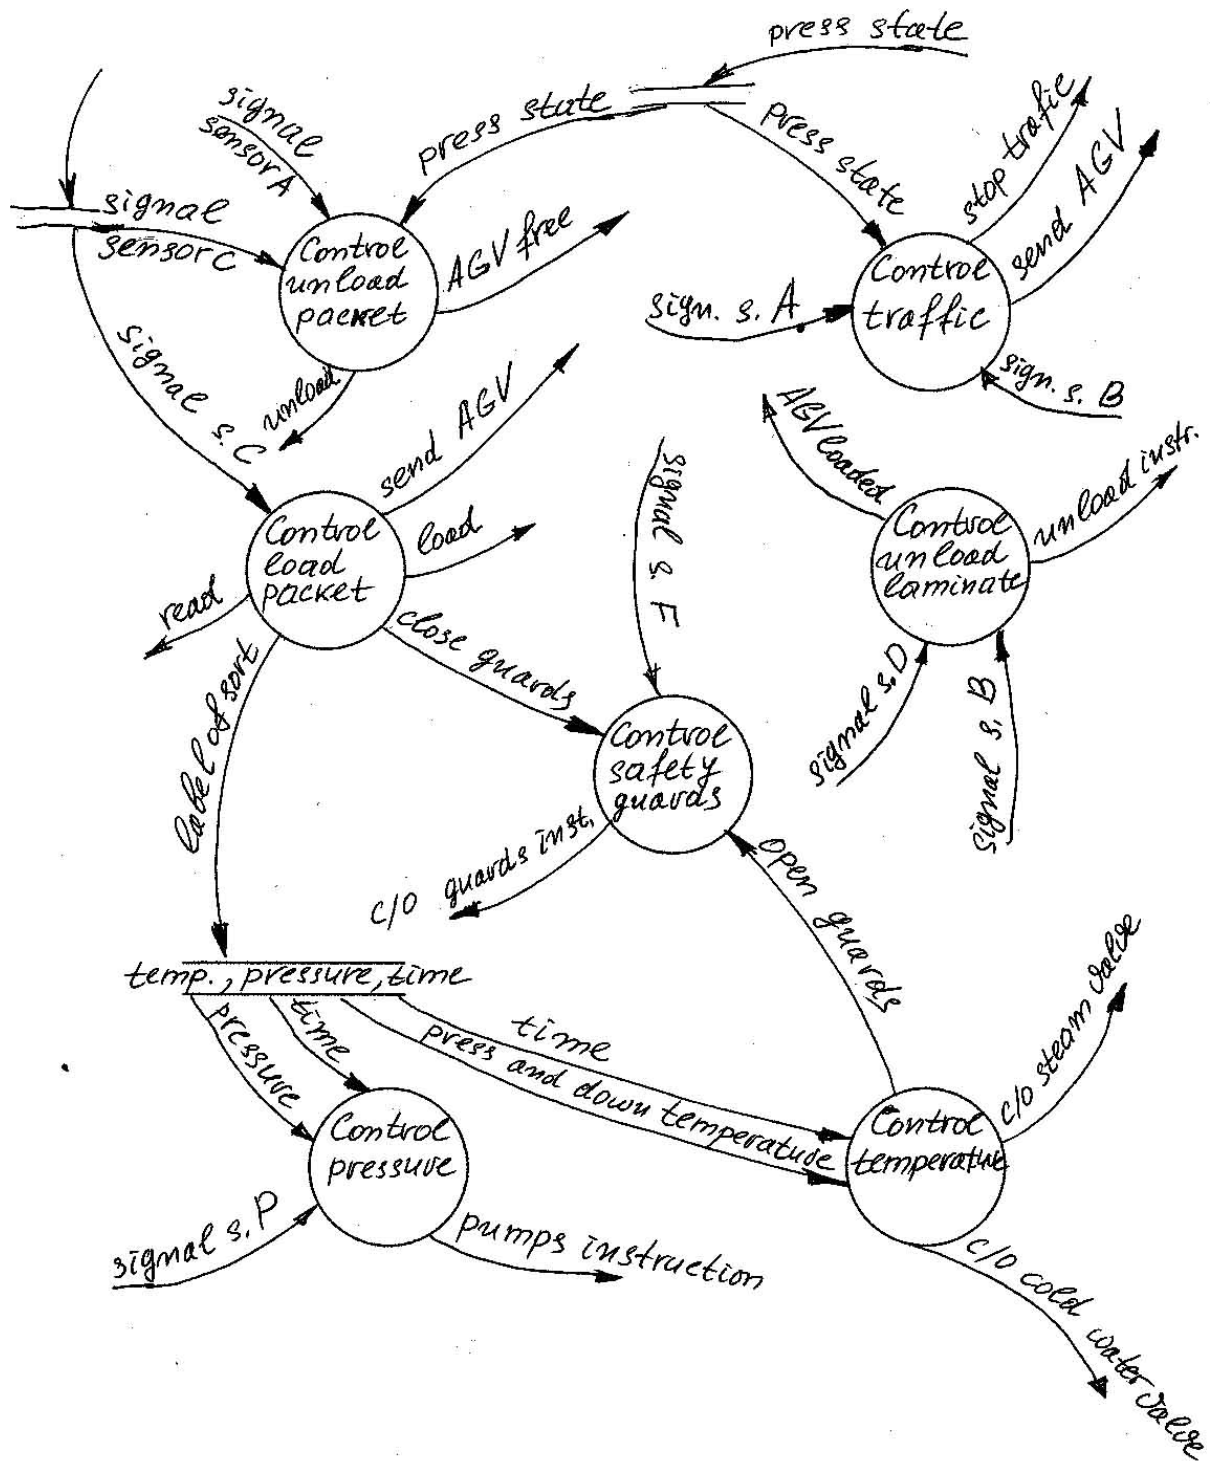 press state
signal
sensor A
press state
press state
stop trafic
send AGV
signal
sensor C
Control
unload
packet
AGV free
sign. s. A
Control
traffic
sign. s. B
signal s. C
unload
send AGV
AGV loaded
unload instr.
Control
load
packet
load
read
signal s. F
Control
unload
laminate
close guards
label of sort
signal s. D
signal s. B
Control
safety
guards
c/o guards inst.
open guards
temp., pressure, time
pressure
time
time
press and down temperature
c/o steam valve
Control
pressure
Control
temperature
signal s. P
pumps instruction
c/o cold water valve